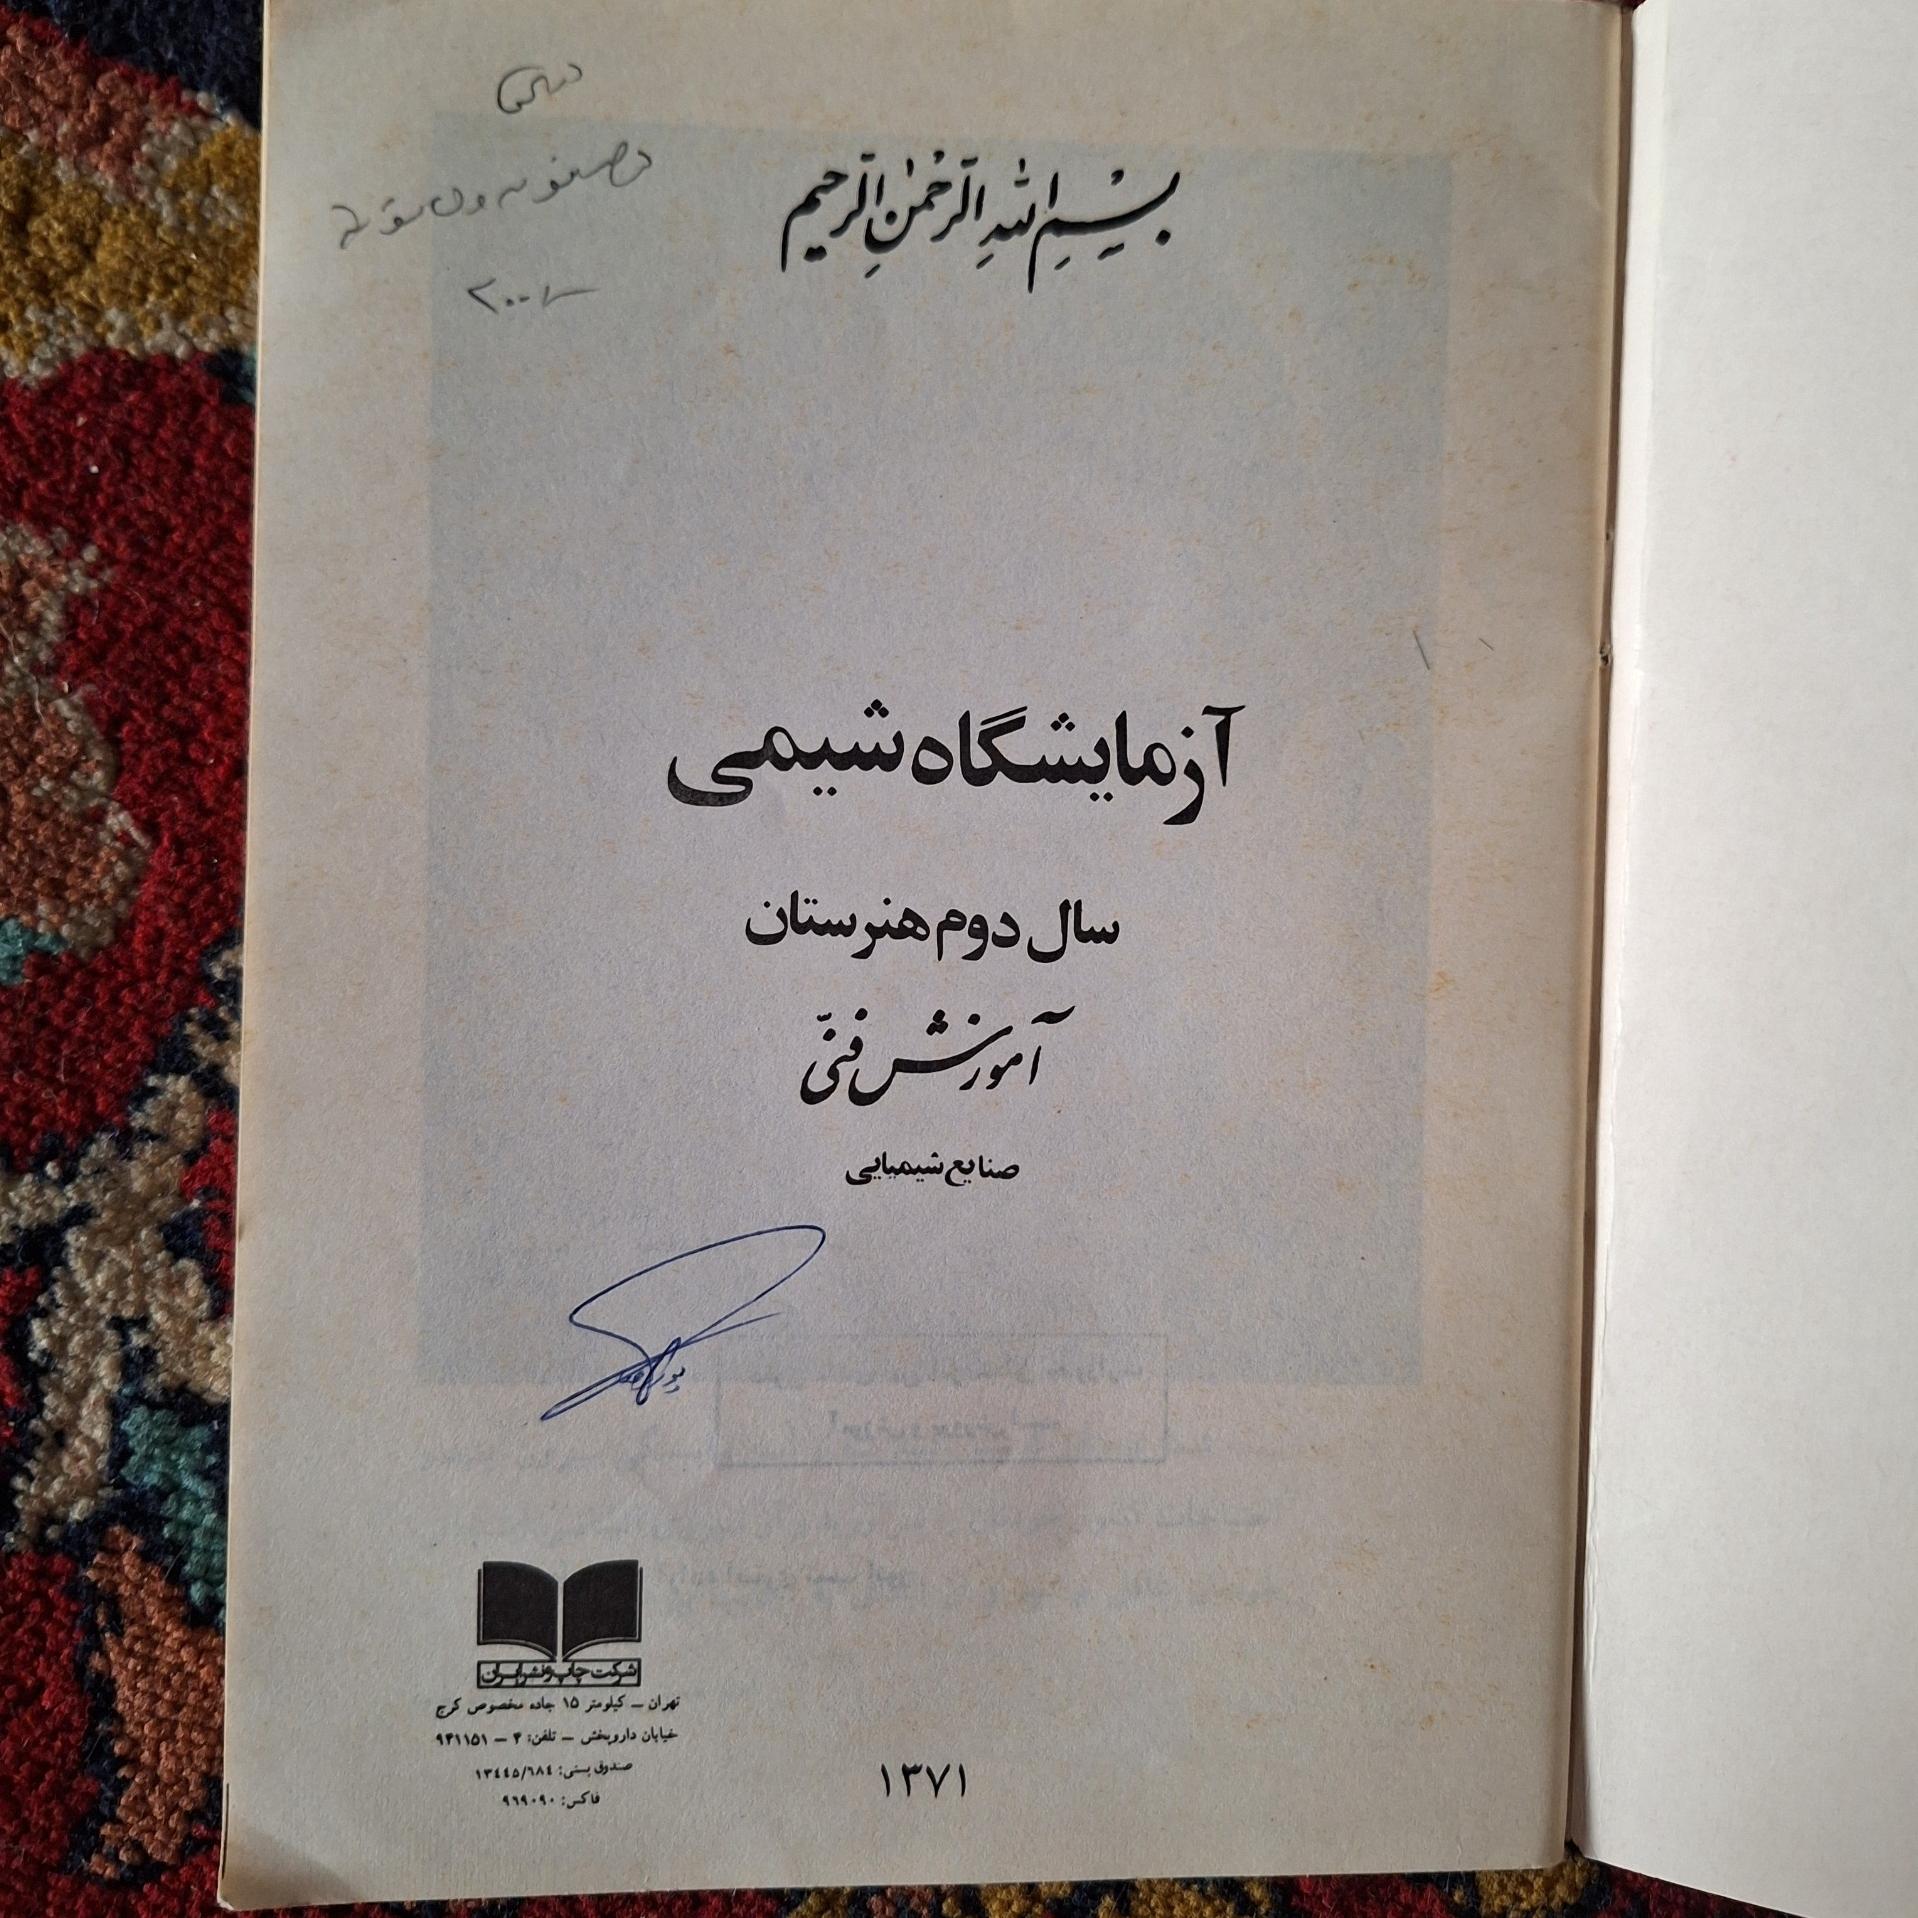 بسم الله الرحمن الرحیم
آزمایشگاه شیمی
سال دوم هنرستان
آموزش فنّی
صنایع شیمیایی
شرکت چاپ و نشر ایران
تهران – کیلومتر ۱۵ جاده مخصوص کرج
خیابان داروپخش – تلفن: ۴ – ۹۴۱۱۵۱
صندوق پستی: ۱۳۴۴۵/۶۸۴
فاکس: ۹۶۹۰۹۰
۱۳۷۱